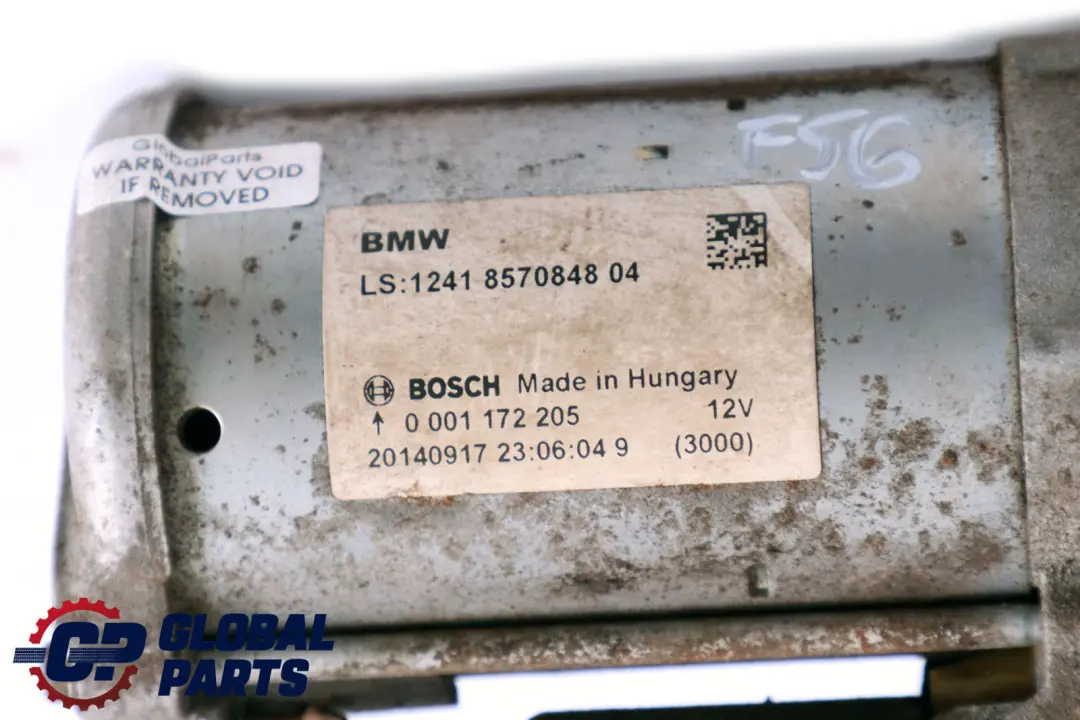 GlobalParts
WARRANTY VOID
IF REMOVED
F56
BMW
LS:1241 8570848 04
BOSCH Made in Hungary
0 001 172 205 12V
20140917 23:06:04 9 (3000)
GP GLOBAL
PARTS